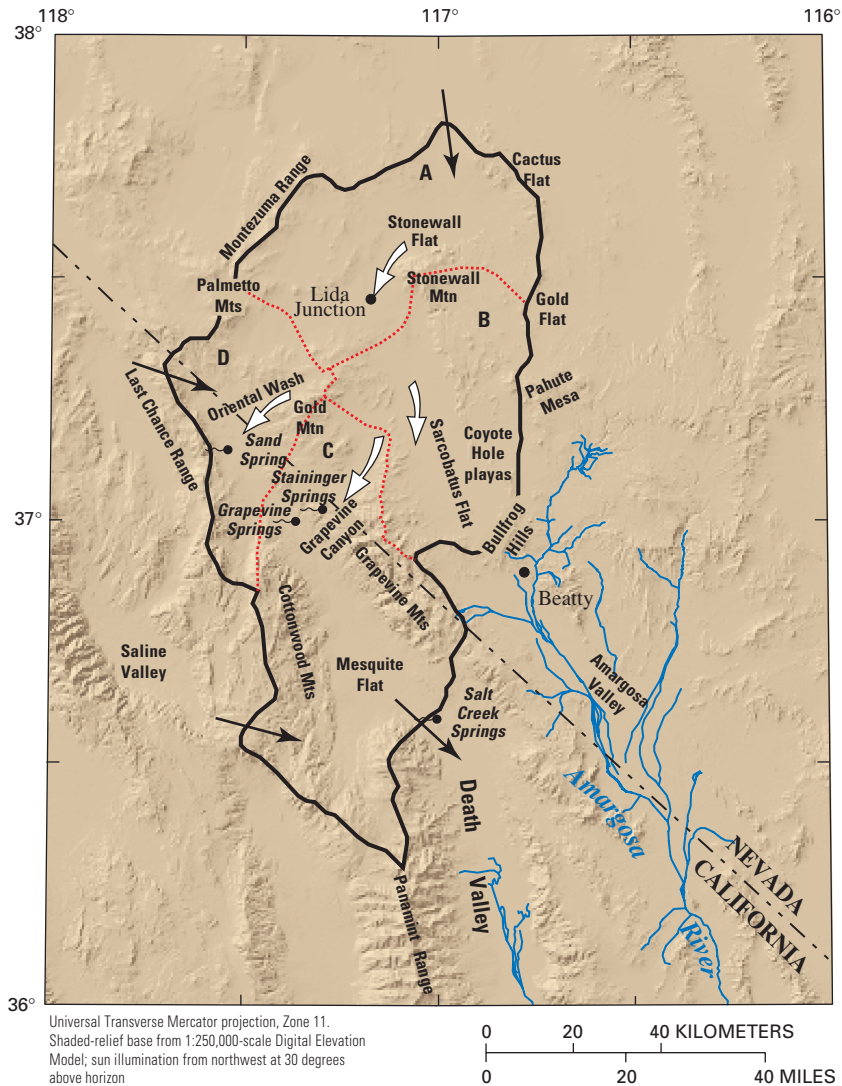 118°
117°
116°
38°
Cactus
Flat
A
Montezuma Range
Stonewall
Flat
Stonewall
Mtn
Palmetto
Mts
Lida
Junction
Gold
Flat
B
D
Pahute
Mesa
Last Chance Range
Oriental Wash
Gold
Mtn
Sand
Spring
C
Sarcobatus Flat
Coyote
Hole
playas
Staininger
Springs
Grapevine
Springs
Grapevine
Canyon
37°
Bullfrog
Hills
Grapevine Mts
Beatty
Cottonwood Mts
Saline
Valley
Mesquite
Flat
Amargosa
Valley
Salt
Creek
Springs
Death
Valley
Amargosa
River
NEVADA
CALIFORNIA
Panamint Range
36°
Universal Transverse Mercator projection, Zone 11.
Shaded-relief base from 1:250,000-scale Digital Elevation
Model; sun illumination from northwest at 30 degrees
above horizon
0 20 40 KILOMETERS
0 20 40 MILES